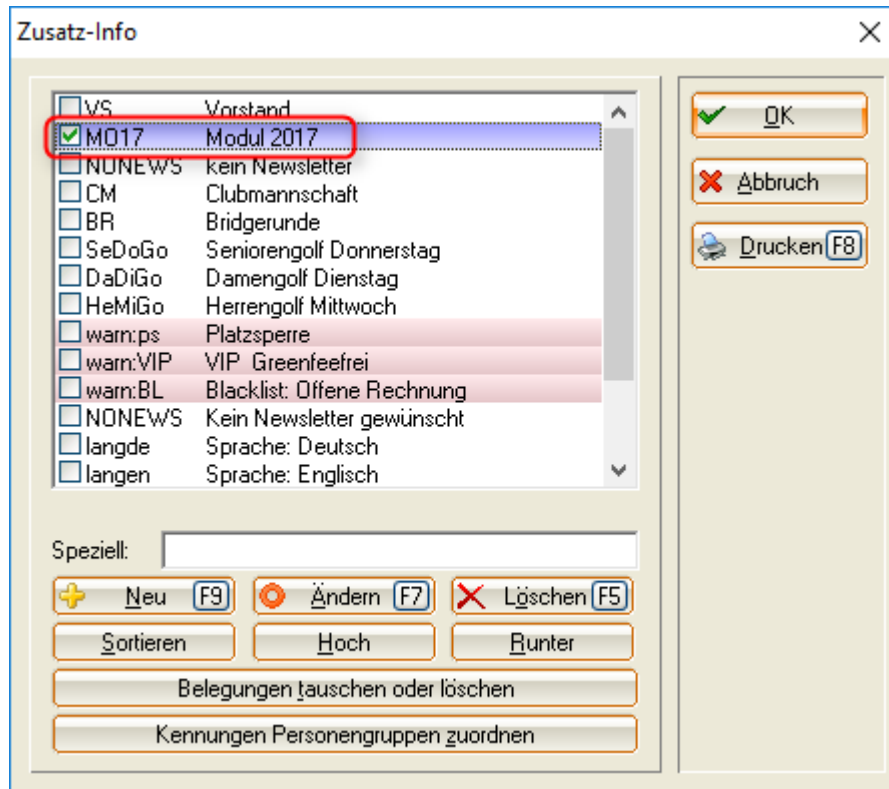 Zusatz-Info
VS Vorstand
MO17 Modul 2017
NONEWS kein Newsletter
CM Clubmannschaft
BR Bridgerunde
SeDoGo Seniorengolf Donnerstag
DaDiGo Damengolf Dienstag
HeMiGo Herrengolf Mittwoch
warn:ps Platzsperre
warn:VIP VIP Greenfeefrei
warn:BL Blacklist: Offene Rechnung
NONEWS Kein Newsletter gewünscht
langde Sprache: Deutsch
langen Sprache: Englisch
Speziell:
Neu F9 Ändern F7 Löschen F5
Sortieren Hoch Runter
Belegungen tauschen oder löschen
Kennungen Personengruppen zuordnen
OK
Abbruch
Drucken F8